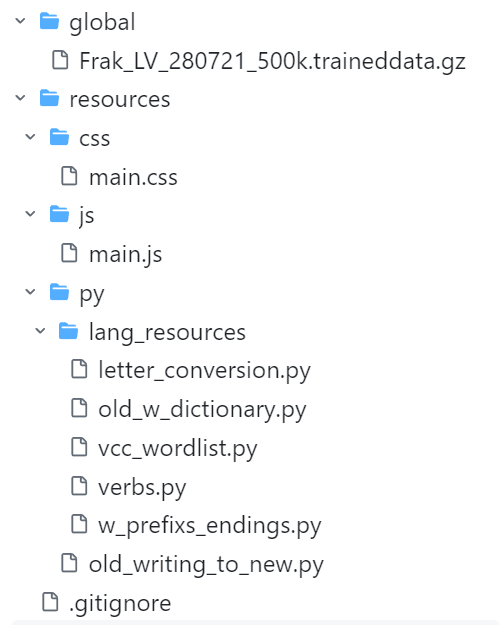 global
Frak_LV_280721_500k.traineddata.gz
resources
css
main.css
js
main.js
py
lang_resources
letter_conversion.py
old_w_dictionary.py
vcc_wordlist.py
verbs.py
w_prefixs_endings.py
old_writing_to_new.py
.gitignore